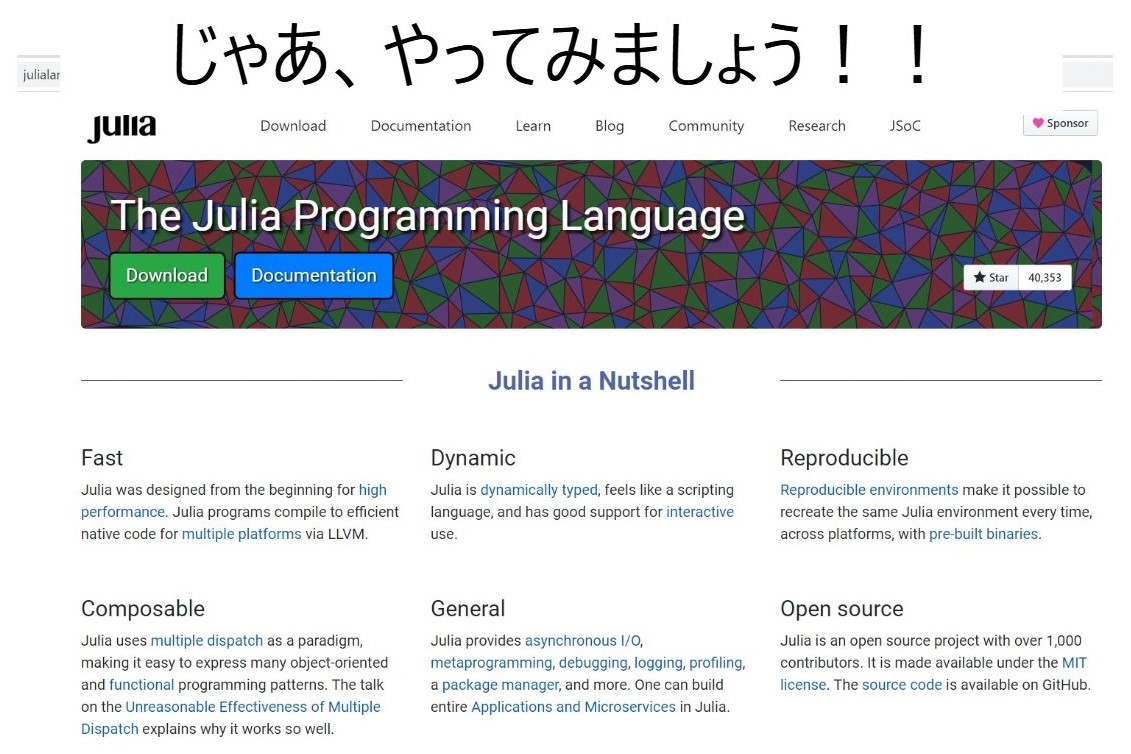 じゃあ、やってみましょう！！
julialar
julia
Download Documentation Learn Blog Community Research JSoC
Sponsor
The Julia Programming Language
Download Documentation
Star 40,353
Julia in a Nutshell
Fast
Julia was designed from the beginning for high
performance. Julia programs compile to efficient
native code for multiple platforms via LLVM.
Dynamic
Julia is dynamically typed, feels like a scripting
language, and has good support for interactive
use.
Reproducible
Reproducible environments make it possible to
recreate the same Julia environment every time,
across platforms, with pre-built binaries.
Composable
Julia uses multiple dispatch as a paradigm,
making it easy to express many object-oriented
and functional programming patterns. The talk
on the Unreasonable Effectiveness of Multiple
Dispatch explains why it works so well.
General
Julia provides asynchronous I/O,
metaprogramming, debugging, logging, profiling,
a package manager, and more. One can build
entire Applications and Microservices in Julia.
Open source
Julia is an open source project with over 1,000
contributors. It is made available under the MIT
license. The source code is available on GitHub.